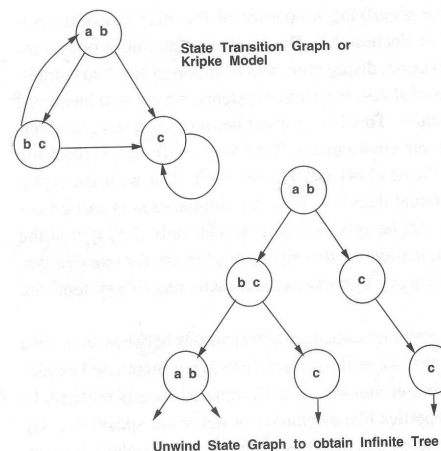 a b
State Transition Graph or
Kripke Model
b c
c
a b
b c
c
a b
c
c
Unwind State Graph to obtain Infinite Tree